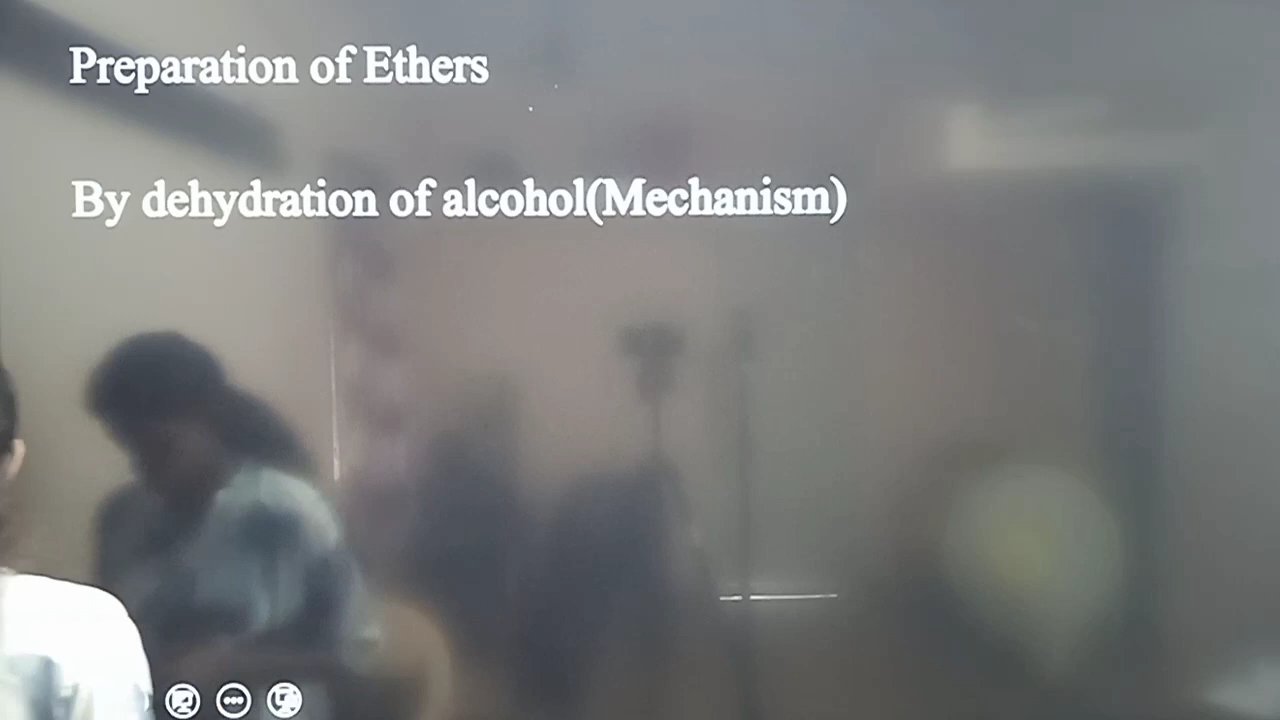 Preparation of Ethers
By dehydration of alcohol(Mechanism)